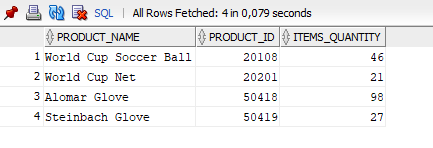 SQL | All Rows Fetched: 4 in 0,079 seconds
PRODUCT_NAME PRODUCT_ID ITEMS_QUANTITY
1 World Cup Soccer Ball 20108 46
2 World Cup Net 20201 21
3 Alomar Glove 50418 98
4 Steinbach Glove 50419 27